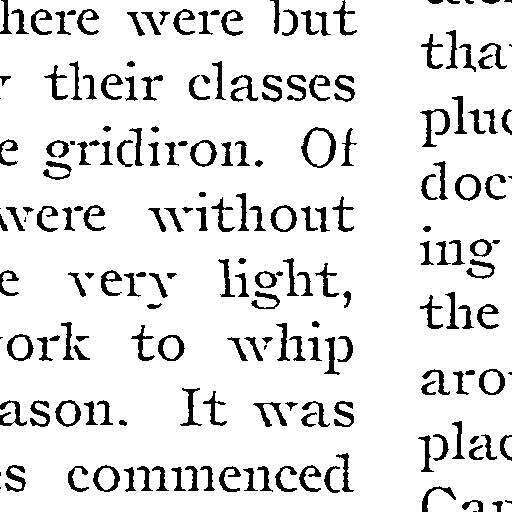 here were but
their classes
gridiron. Of
were without
very light,
ork to whip
ason. It was
es commenced
tha
plu
doc
ing
the
aro
plac